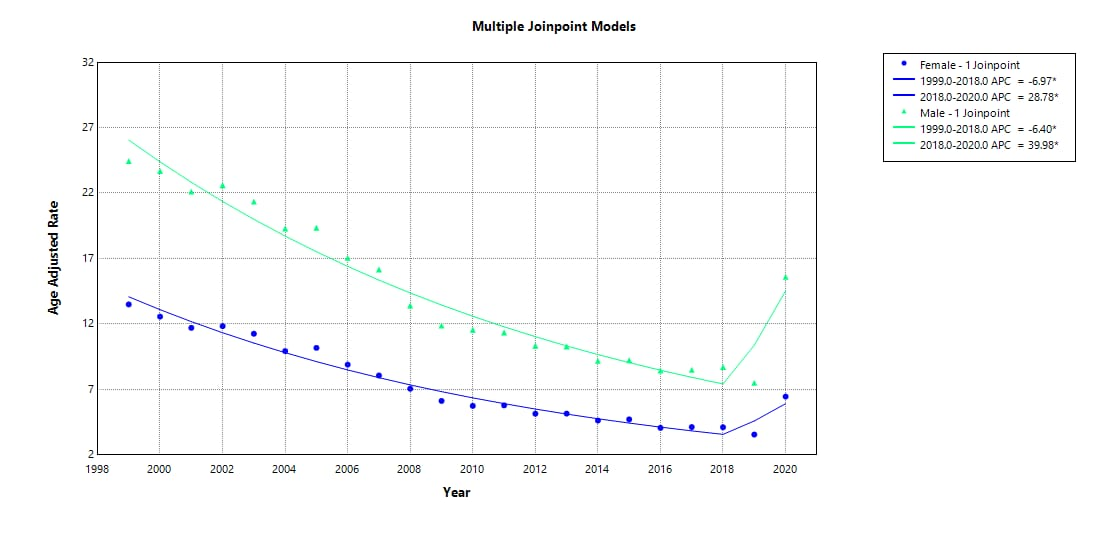 Multiple Joinpoint Models
Female - 1 Joinpoint
1999.0-2018.0 APC = -6.97*
2018.0-2020.0 APC = 28.78*
Male - 1 Joinpoint
1999.0-2018.0 APC = -6.40*
2018.0-2020.0 APC = 39.98*
Age Adjusted Rate
32
27
22
17
12
7
2
1998 2000 2002 2004 2006 2008 2010 2012 2014 2016 2018 2020
Year